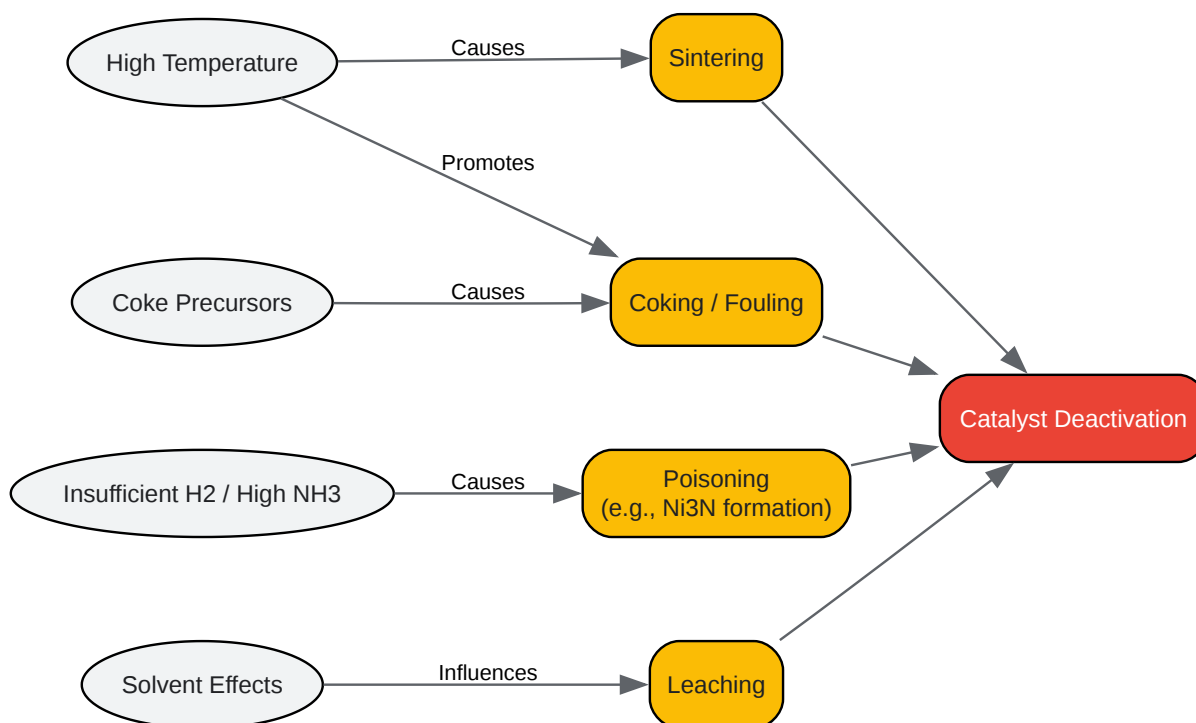 High Temperature
Causes
Sintering
Promotes
Coke Precursors
Causes
Coking / Fouling
Catalyst Deactivation
Insufficient H2 / High NH3
Causes
Poisoning
(e.g., Ni3N formation)
Solvent Effects
Influences
Leaching